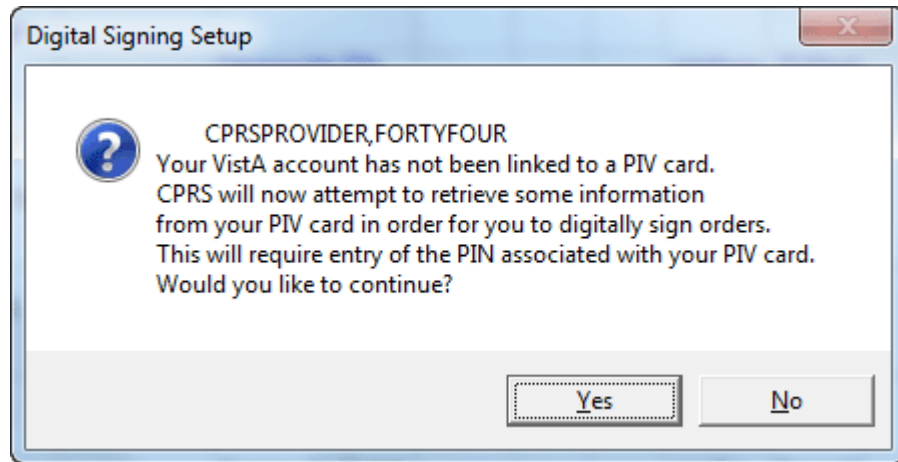 Digital Signing Setup
CPRSPROVIDER,FORTYFOUR
Your VistA account has not been linked to a PIV card.
CPRS will now attempt to retrieve some information
from your PIV card in order for you to digitally sign orders.
This will require entry of the PIN associated with your PIV card.
Would you like to continue?
Yes No